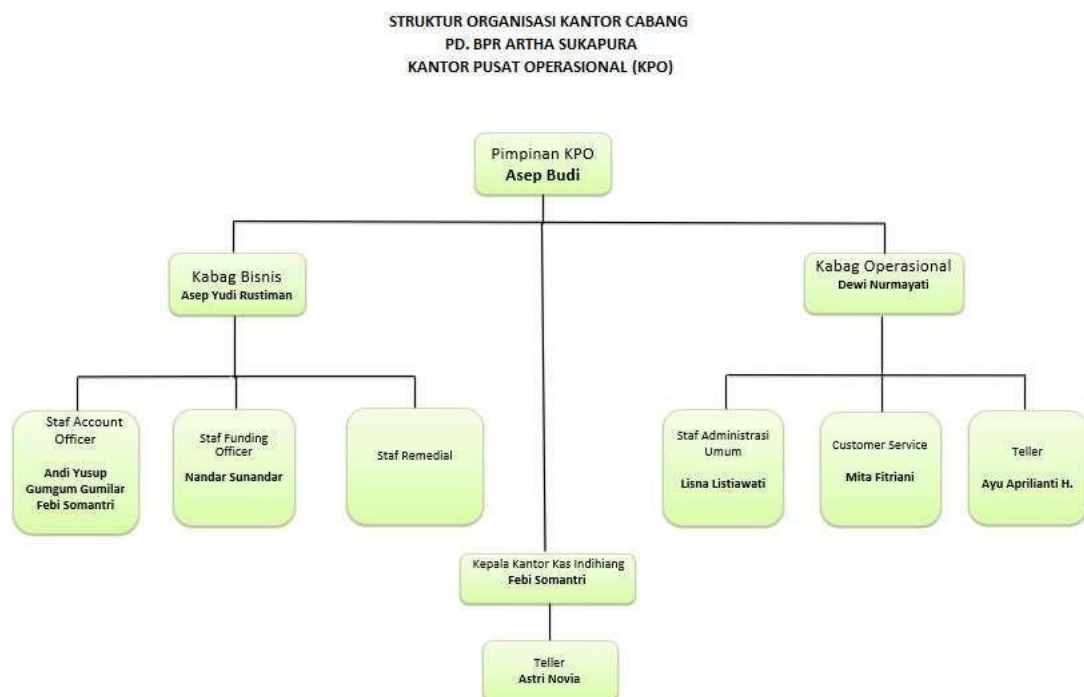 STRUKTUR ORGANISASI KANTOR CABANG
PD. BPR ARTHA SUKAPURA
KANTOR PUSAT OPERASIONAL (KPO)
Pimpinan KPO
Asep Budi
Kabag Bisnis
Asep Yudi Rustiman
Kabag Operasional
Dewi Nurmayati
Staf Account
Officer
Andi Yusup
Gumgum Gumilar
Febi Somantri
Staf Funding
Officer
Nandar Sunandar
Staf Remedial
Staf Administrasi
Umum
Lisna Listiawati
Customer Service
Mita Fitriani
Teller
Ayu Aprilianti H.
Kepala Kantor Kas Indihiang
Febi Somantri
Teller
Astri Novia